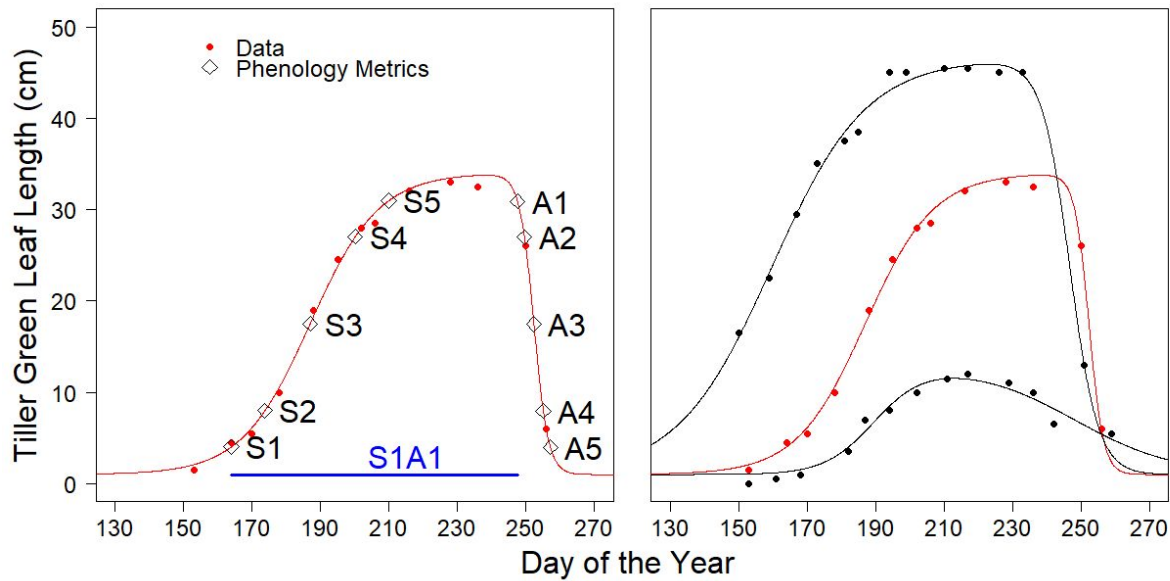 Tiller Green Leaf Length (cm)
50
40
30
20
10
0
Data
Phenology Metrics
S5
A1
S4
A2
S3
A3
S2
A4
S1
A5
S1A1
130 150 170 190 210 230 250 270
130 150 170 190 210 230 250 270
Day of the Year